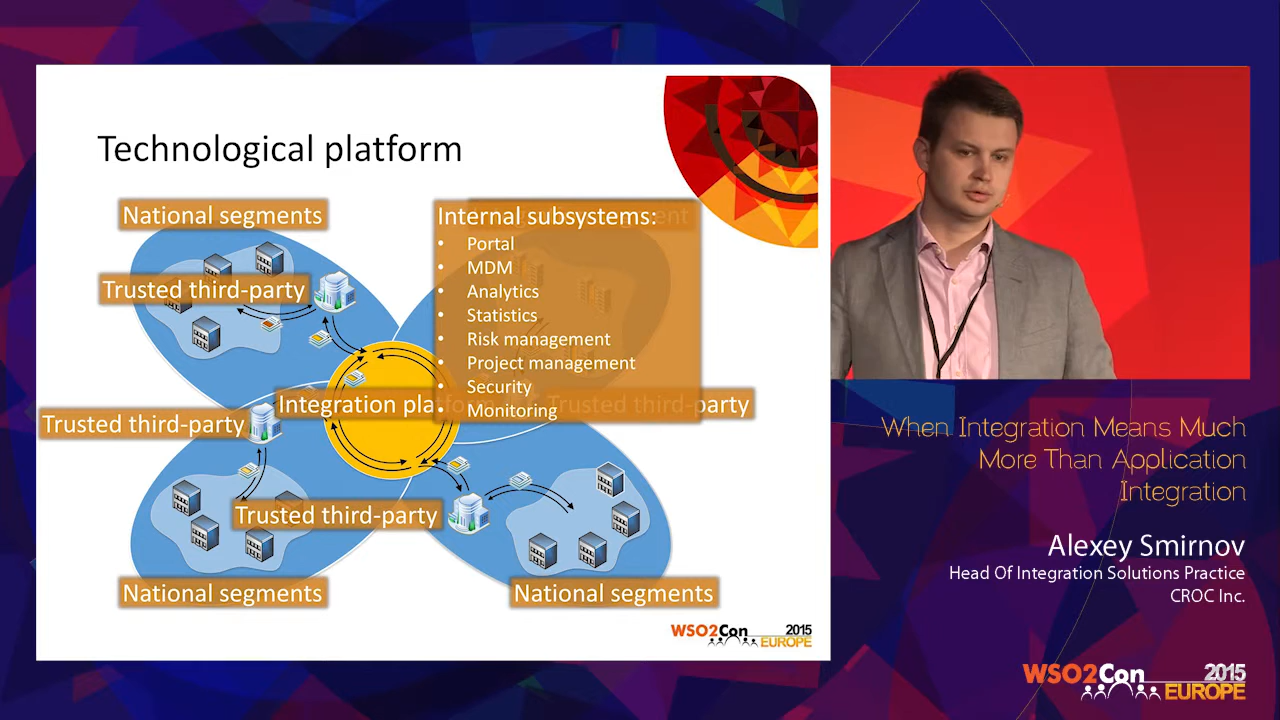 Technological platform
National segments
Internal subsystems:
• Portal
• MDM
• Analytics
• Statistics
• Risk management
• Project management
• Security
• Monitoring
Trusted third-party
Integration platform
Trusted third-party
Trusted third-party
Trusted third-party
National segments
National segments
WSO2Con 2015
EUROPE
When Integration Means Much
More Than Application
Integration
Alexey Smirnov
Head Of Integration Solutions Practice
CROC Inc.
WSO2Con 2015
EUROPE